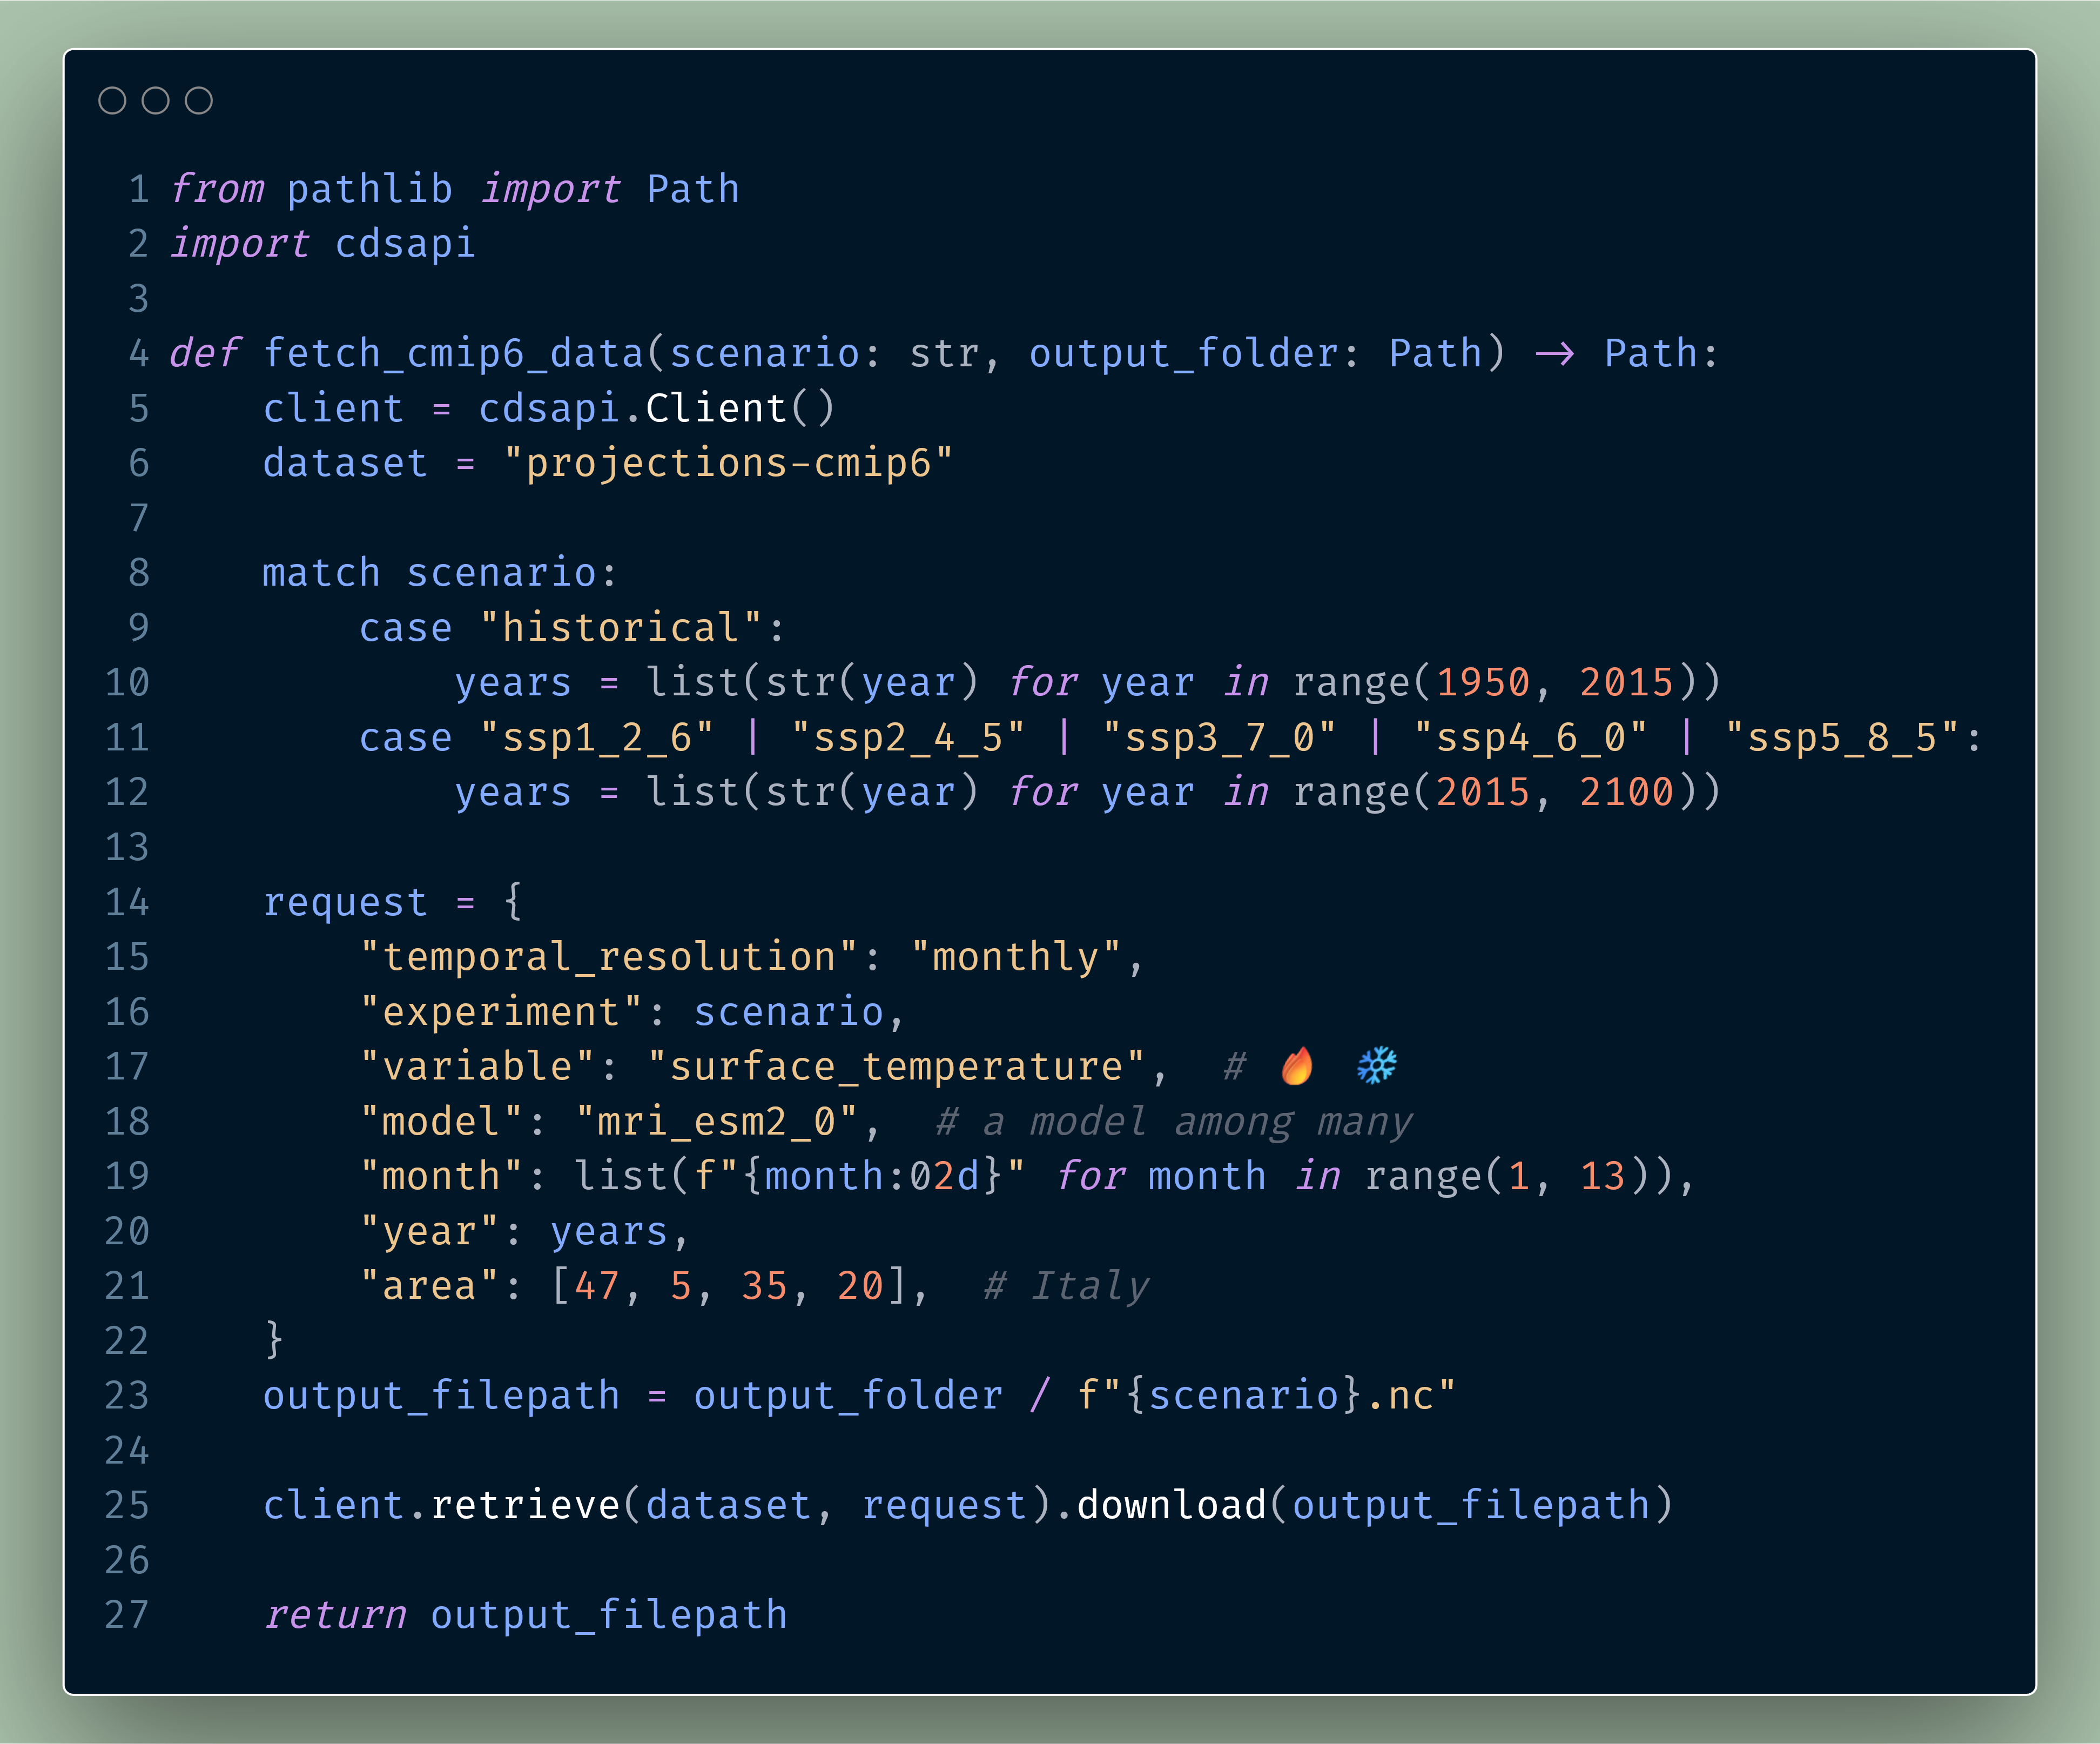 1 from pathlib import Path
2 import cdsapi
3
4 def fetch_cmip6_data(scenario: str, output_folder: Path) -> Path:
5     client = cdsapi.Client()
6     dataset = "projections-cmip6"
7
8     match scenario:
9         case "historical":
10             years = list(str(year) for year in range(1950, 2015))
11         case "ssp1_2_6" | "ssp2_4_5" | "ssp3_7_0" | "ssp4_6_0" | "ssp5_8_5":
12             years = list(str(year) for year in range(2015, 2100))
13
14     request = {
15         "temporal_resolution": "monthly",
16         "experiment": scenario,
17         "variable": "surface_temperature",  # 🔥 ❄️
18         "model": "mri_esm2_0",  # a model among many
19         "month": list(f"{month:02d}" for month in range(1, 13)),
20         "year": years,
21         "area": [47, 5, 35, 20],  # Italy
22     }
23     output_filepath = output_folder / f"{scenario}.nc"
24
25     client.retrieve(dataset, request).download(output_filepath)
26
27     return output_filepath